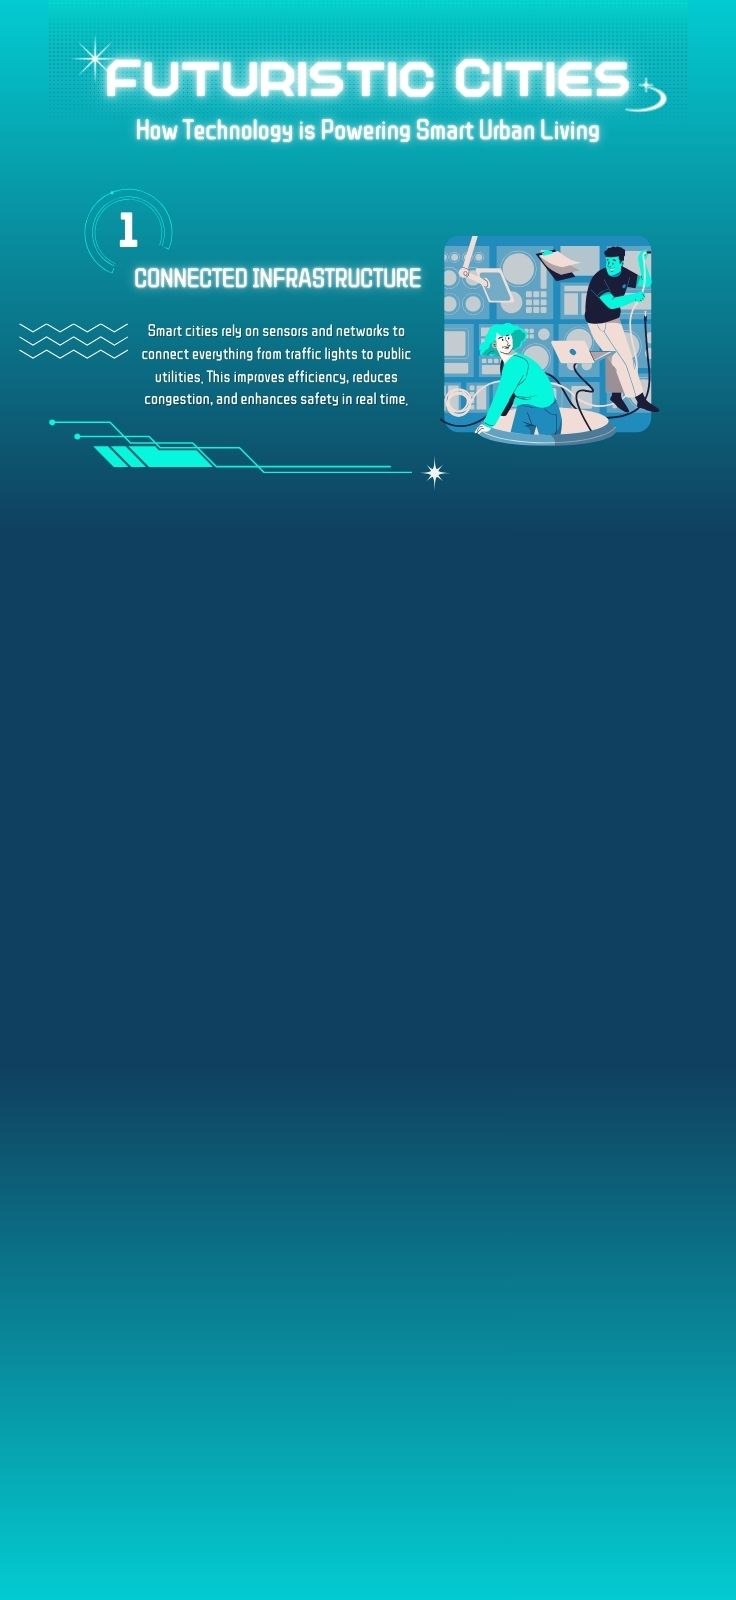 FUTURISTIC CITIES
How Technology is Powering Smart Urban Living
1
CONNECTED INFRASTRUCTURE
Smart cities rely on sensors and networks to
connect everything from traffic lights to public
utilities. This improves efficiency, reduces
congestion, and enhances safety in real time.